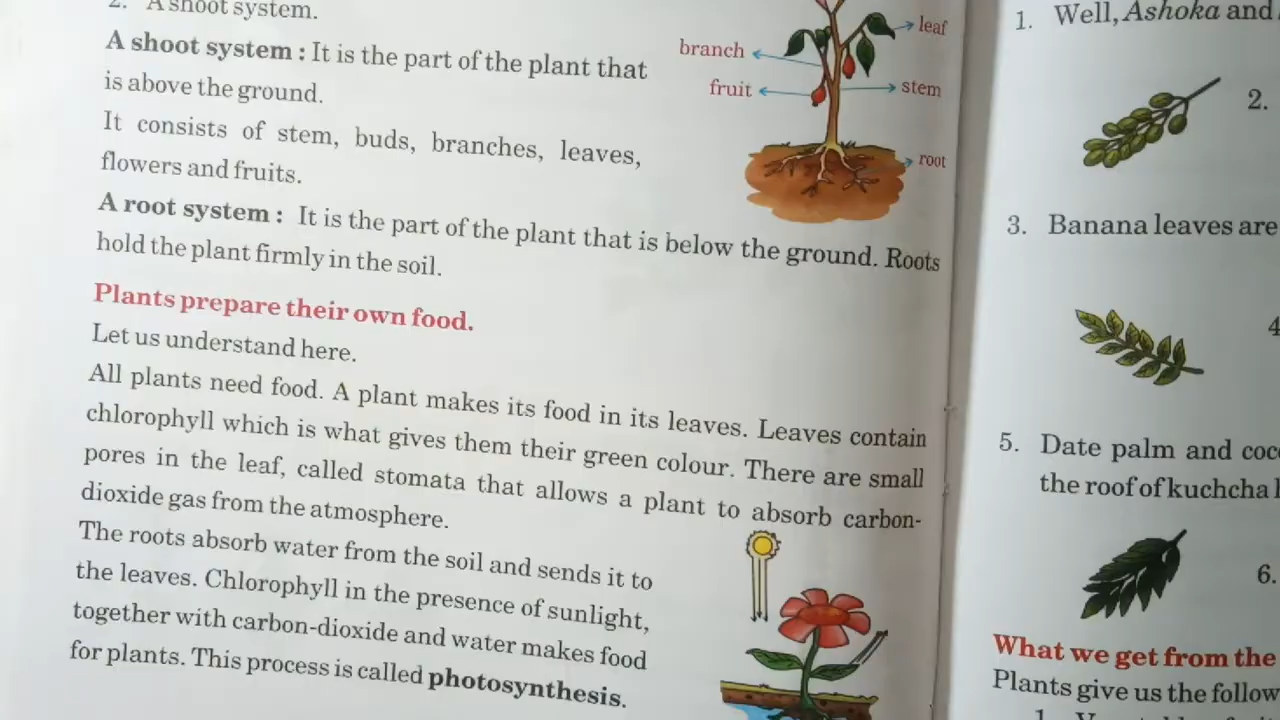 2. A shoot system.
A shoot system : It is the part of the plant that
is above the ground.
It consists of stem, buds, branches, leaves,
flowers and fruits.
leaf
branch
fruit
stem
root
A root system : It is the part of the plant that is below the ground. Roots
hold the plant firmly in the soil.
Plants prepare their own food.
Let us understand here.
All plants need food. A plant makes its food in its leaves. Leaves contain
chlorophyll which is what gives them their green colour. There are small
pores in the leaf, called stomata that allows a plant to absorb carbon-
dioxide gas from the atmosphere.
The roots absorb water from the soil and sends it to
the leaves. Chlorophyll in the presence of sunlight,
together with carbon-dioxide and water makes food
for plants. This process is called photosynthesis.
1. Well, Ashoka and
2.
3. Banana leaves are
4
5. Date palm and coc
the roof of kuchcha
6.
What we get from the
Plants give us the follow
1.